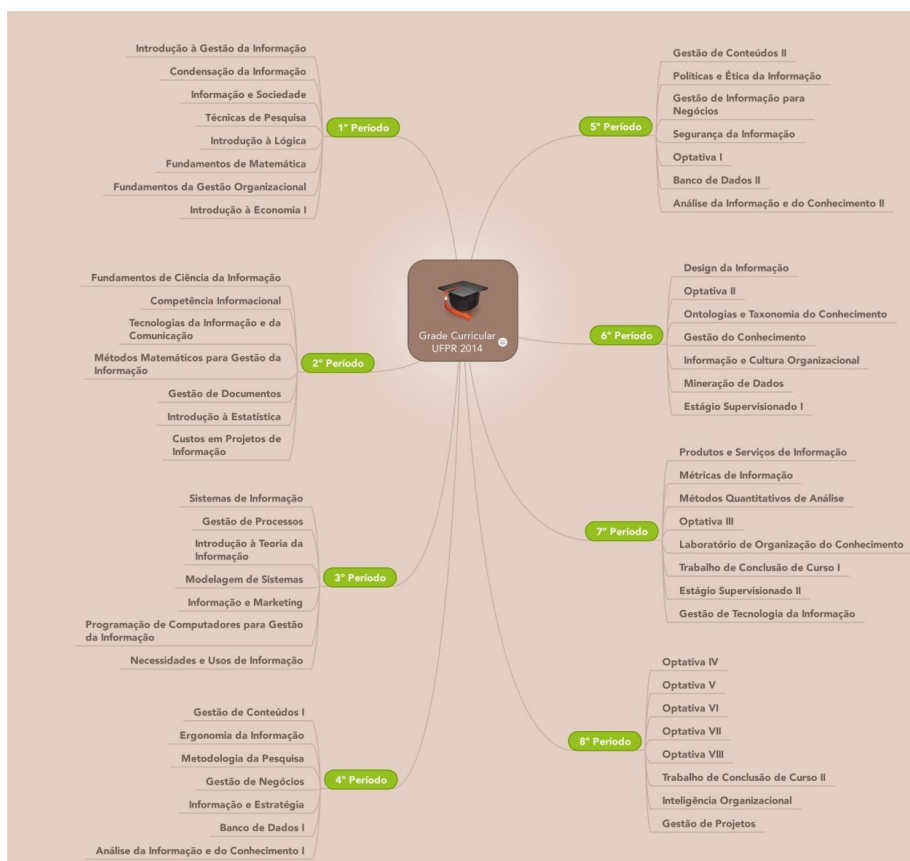 Grade Curricular
UFPR 2014
1º Período
Introdução à Gestão da Informação
Condensação da Informação
Informação e Sociedade
Técnicas de Pesquisa
Introdução à Lógica
Fundamentos de Matemática
Fundamentos da Gestão Organizacional
Introdução à Economia I
2º Período
Fundamentos de Ciência da Informação
Competência Informacional
Tecnologias da Informação e da
Comunicação
Métodos Matemáticos para Gestão da
Informação
Gestão de Documentos
Introdução à Estatística
Custos em Projetos de
Informação
3º Período
Sistemas de Informação
Gestão de Processos
Introdução à Teoria da
Informação
Modelagem de Sistemas
Informação e Marketing
Programação de Computadores para Gestão
da Informação
Necessidades e Usos de Informação
4º Período
Gestão de Conteúdos I
Ergonomia da Informação
Metodologia da Pesquisa
Gestão de Negócios
Informação e Estratégia
Banco de Dados I
Análise da Informação e do Conhecimento I
5º Período
Gestão de Conteúdos II
Políticas e Ética da Informação
Gestão de Informação para
Negócios
Segurança da Informação
Optativa I
Banco de Dados II
Análise da Informação e do Conhecimento II
6º Período
Design da Informação
Optativa II
Ontologias e Taxonomia do Conhecimento
Gestão do Conhecimento
Informação e Cultura Organizacional
Mineração de Dados
Estágio Supervisionado I
7º Período
Produtos e Serviços de Informação
Métricas de Informação
Métodos Quantitativos de Análise
Optativa III
Laboratório de Organização do Conhecimento
Trabalho de Conclusão de Curso I
Estágio Supervisionado II
Gestão de Tecnologia da Informação
8º Período
Optativa IV
Optativa V
Optativa VI
Optativa VII
Optativa VIII
Trabalho de Conclusão de Curso II
Inteligência Organizacional
Gestão de Projetos